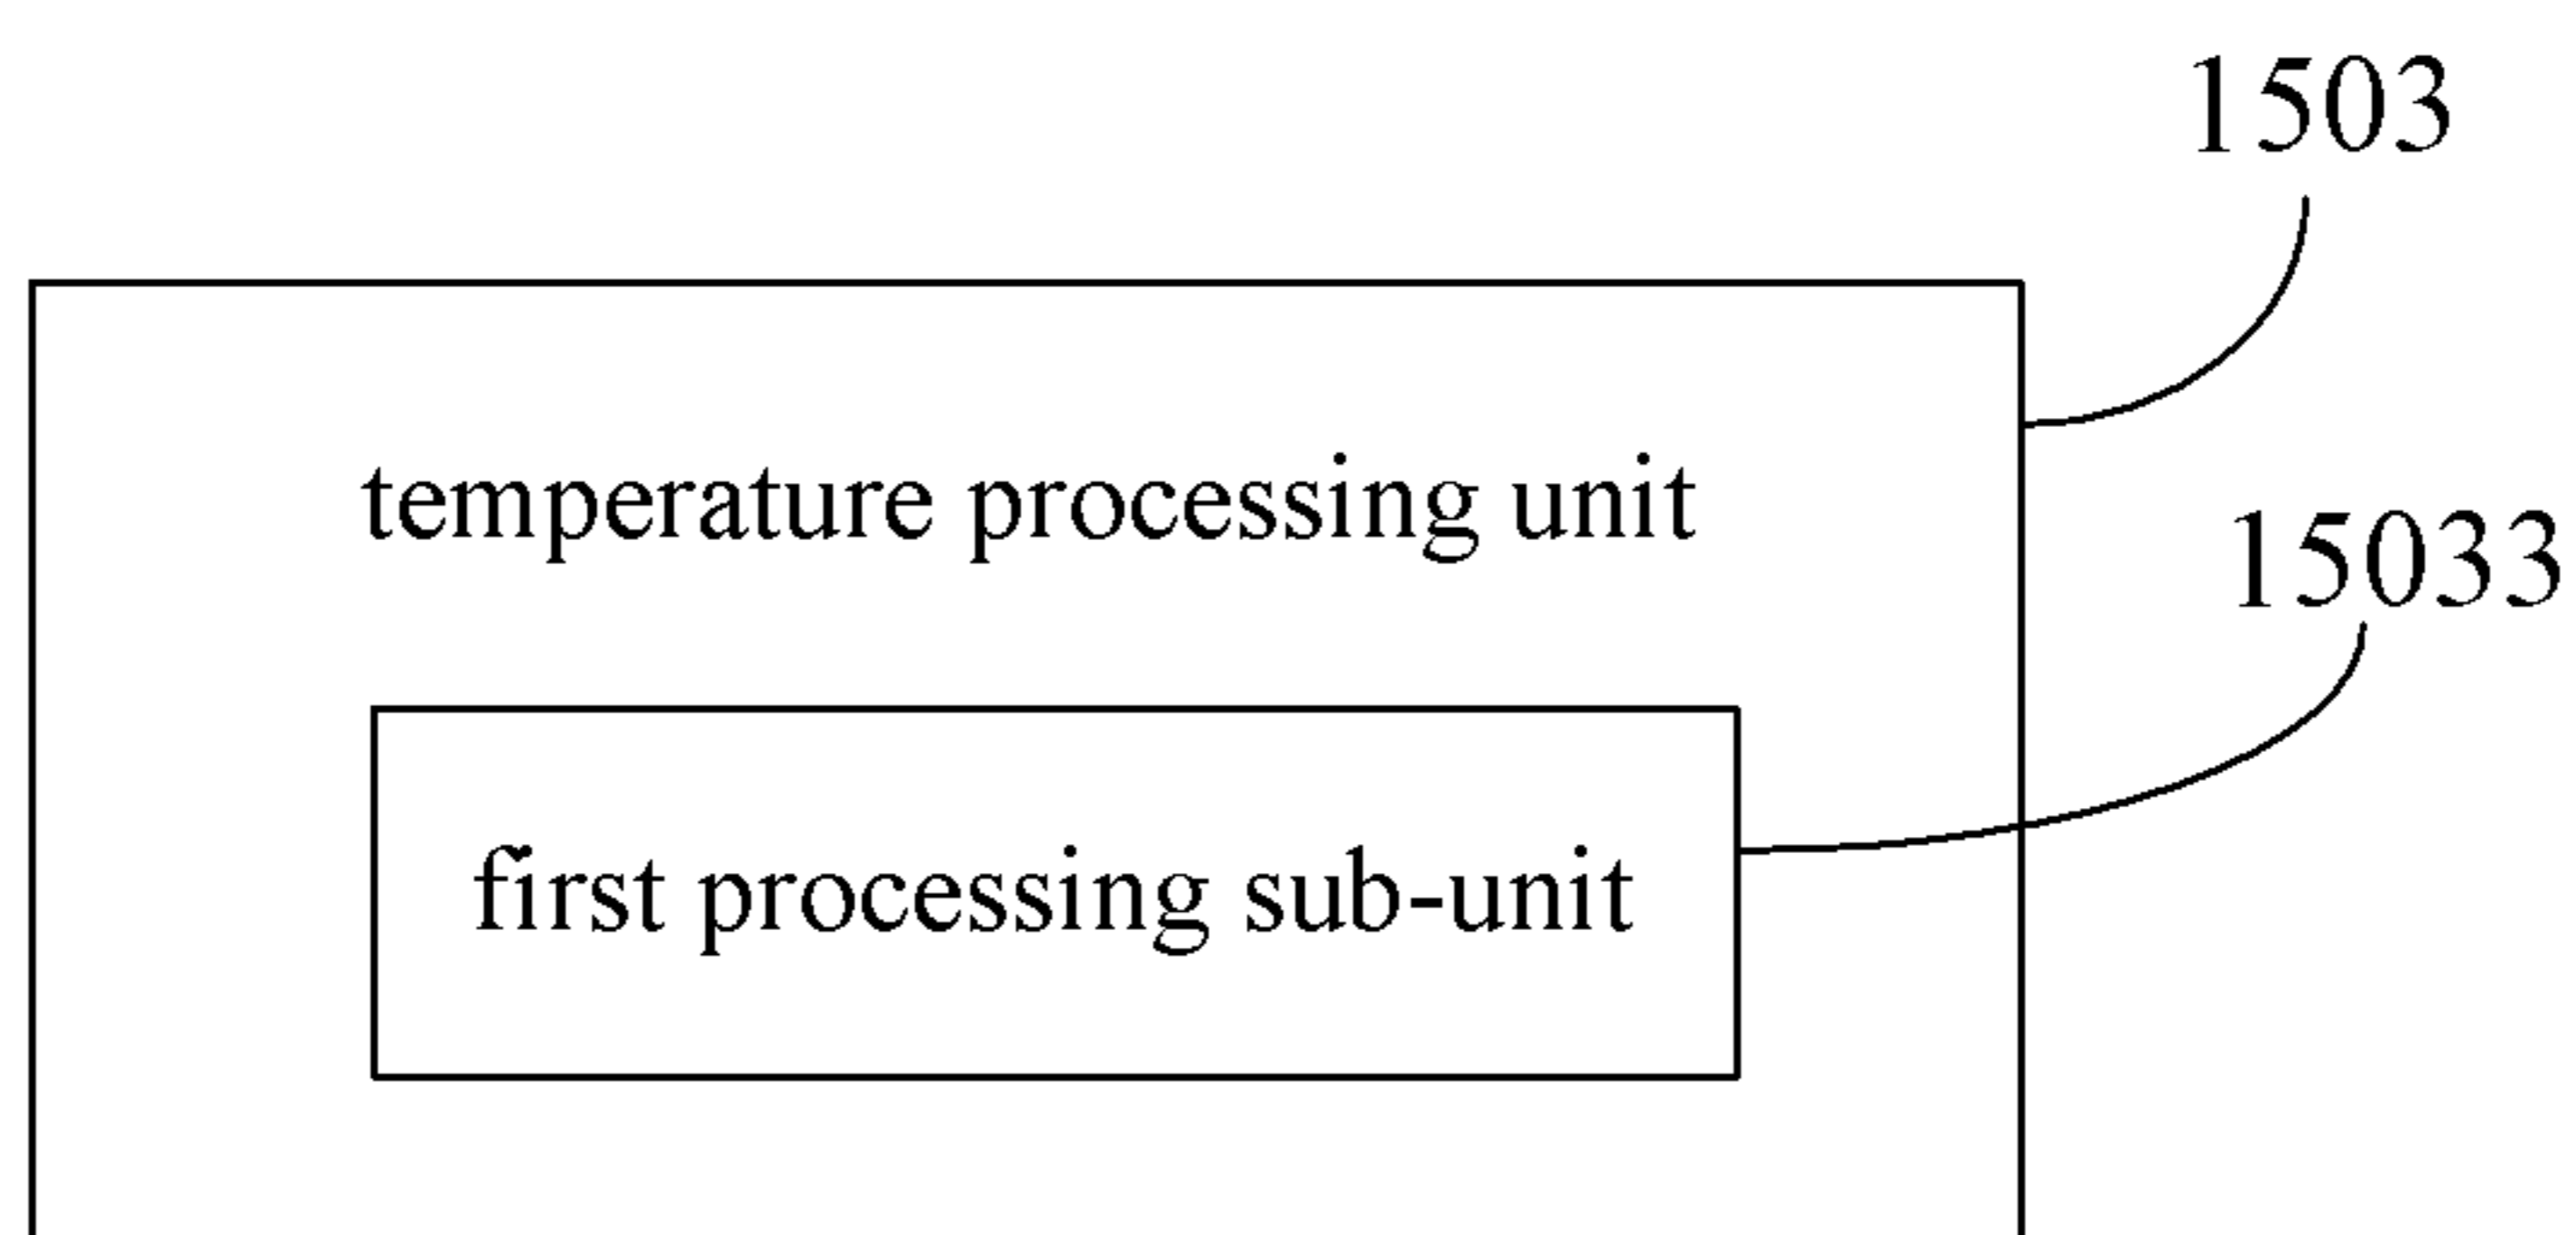 1503
temperature processing unit
15033
first processing sub-unit